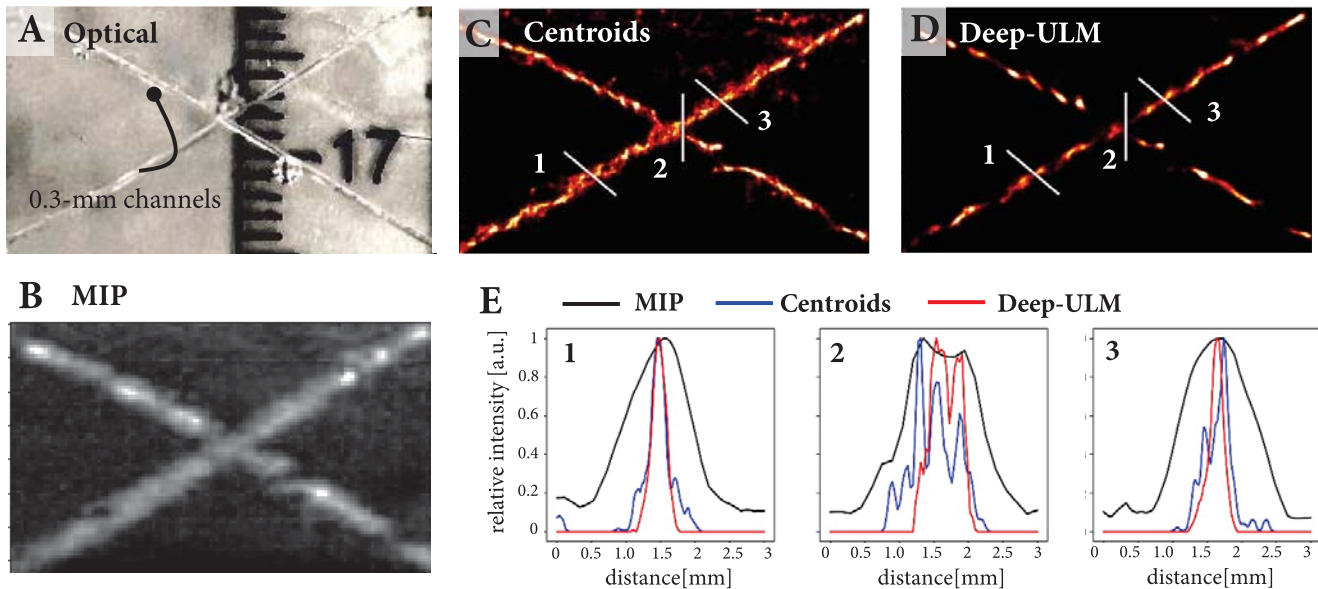 A Optical
17
0.3-mm channels
B MIP
C Centroids
1
2
3
D Deep-ULM
1
2
3
E MIP Centroids Deep-ULM
relative intensity [a.u.]
1
1
0.8
0.6
0.4
0.2
0
0 0.5 1.0 1.5 2 2.5 3
distance[mm]
2
0 0.5 1.0 1.5 2.0 2.5 3
distance[mm]
3
0 0.5 1 1.5 2 2.5 3
distance[mm]